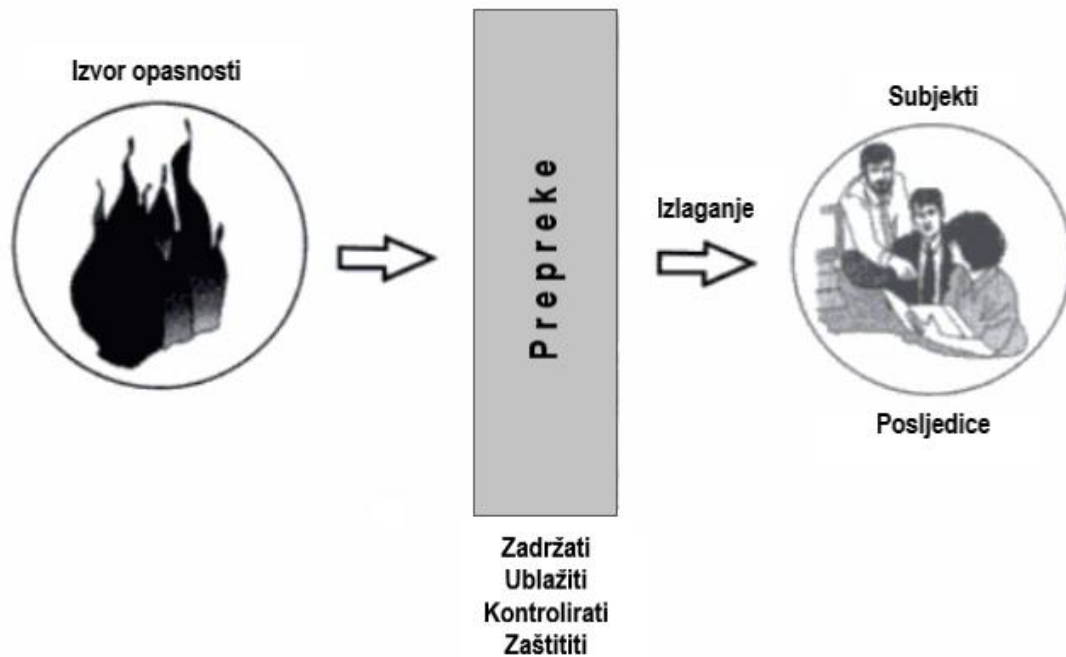 Izvor opasnosti
Prepreke
Izlaganje
Subjekti
Posljedice
Zadržati
Ublažiti
Kontrolirati
Zaštititi